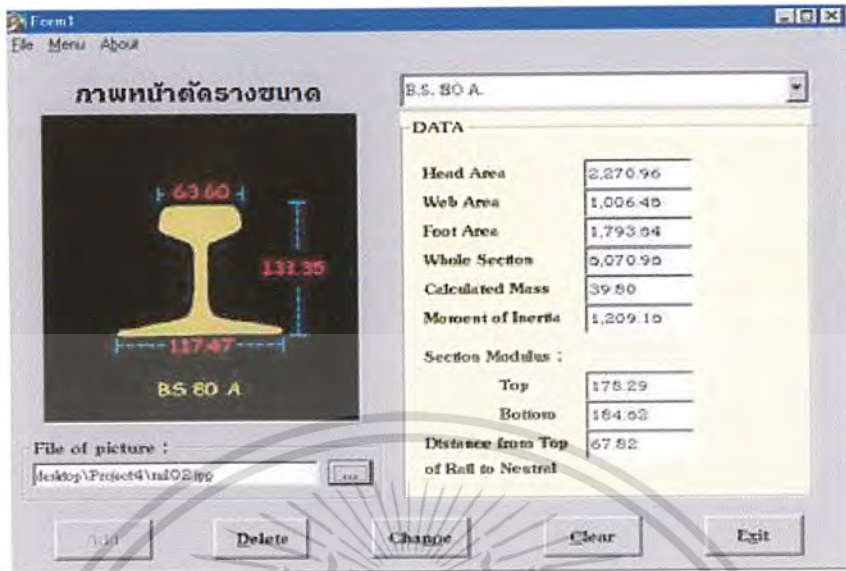 Form1
File Menu About
ภาพหน้าตัดรางขนาด
B.S. 80 A.
63.60
133.35
117.47
B.S 80 A
DATA
Head Area 2,270.96
Web Area 1,006.45
Foot Area 1,793.54
Whole Section 5,070.95
Calculated Mass 39.80
Moment of Inertia 1,209.15
Section Modulus :
Top 178.29
Bottom 184.52
Distance from Top 67.82
of Rail to Neutral
File of picture :
desktop\Project4\rail02.jpg ...
Add Delete Change Clear Exit